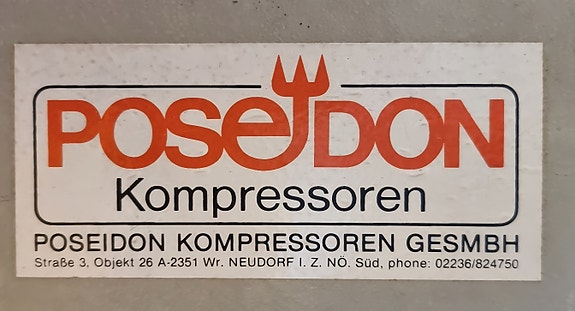 POSEIDON
Kompressoren
POSEIDON KOMPRESSOREN GESMBH
Straße 3, Objekt 26 A-2351 Wr. NEUDORF I. Z. NÖ. Süd, phone: 02236/824750